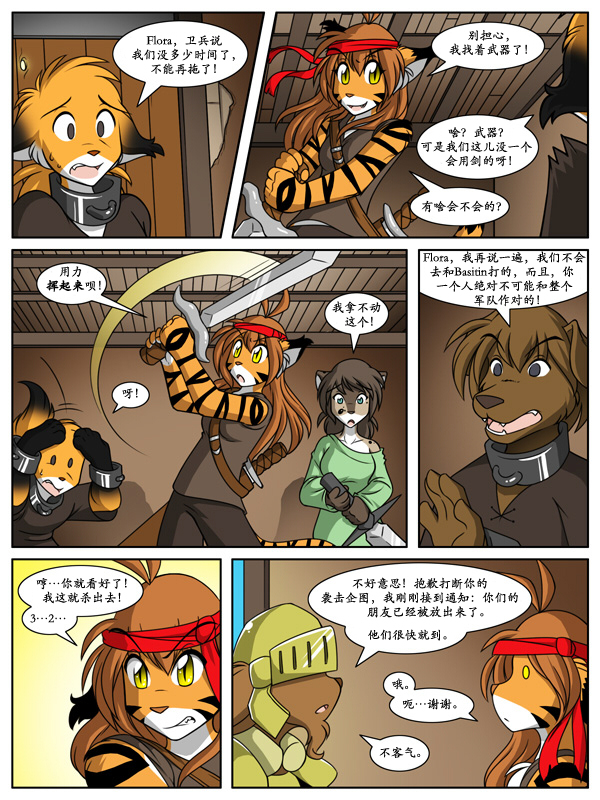 Flora，卫兵说
我们没多少时间了，
不能再拖了！
别担心，
我找着武器了！
啥？武器？
可是我们这儿没一个
会用剑的呀！
有啥会不会的？
用力
挥起来呗！
呀！
我拿不动
这个！
Flora，我再说一遍，我们不会
去和Basitin打的，而且，你
一个人绝对不可能和整个
军队作对的！
哼…你就看好了！
我这就杀出去！
3…2…
不好意思！抱歉打断你的
袭击企图，我刚刚接到通知：你们的
朋友已经被放出来了。
他们很快就到。
哦。
呃…谢谢。
不客气。